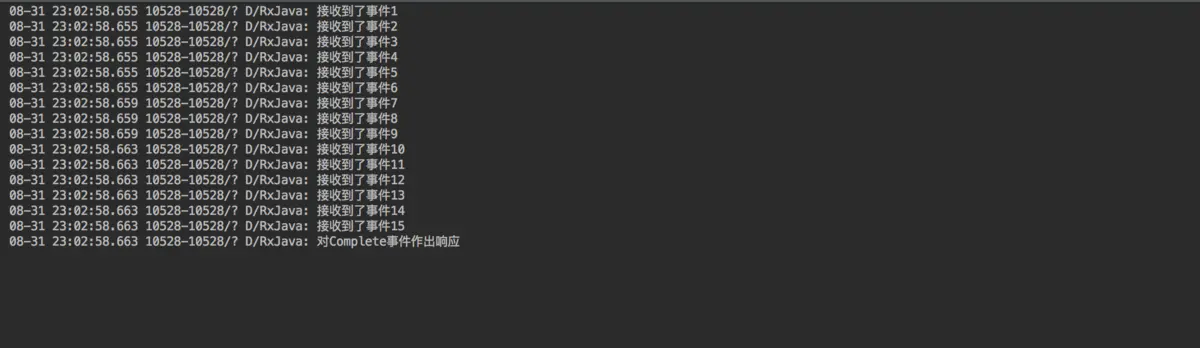 08-31 23:02:58.655 10528-10528/? D/RxJava: 接收到了事件1
08-31 23:02:58.655 10528-10528/? D/RxJava: 接收到了事件2
08-31 23:02:58.655 10528-10528/? D/RxJava: 接收到了事件3
08-31 23:02:58.655 10528-10528/? D/RxJava: 接收到了事件4
08-31 23:02:58.655 10528-10528/? D/RxJava: 接收到了事件5
08-31 23:02:58.655 10528-10528/? D/RxJava: 接收到了事件6
08-31 23:02:58.659 10528-10528/? D/RxJava: 接收到了事件7
08-31 23:02:58.659 10528-10528/? D/RxJava: 接收到了事件8
08-31 23:02:58.659 10528-10528/? D/RxJava: 接收到了事件9
08-31 23:02:58.663 10528-10528/? D/RxJava: 接收到了事件10
08-31 23:02:58.663 10528-10528/? D/RxJava: 接收到了事件11
08-31 23:02:58.663 10528-10528/? D/RxJava: 接收到了事件12
08-31 23:02:58.663 10528-10528/? D/RxJava: 接收到了事件13
08-31 23:02:58.663 10528-10528/? D/RxJava: 接收到了事件14
08-31 23:02:58.663 10528-10528/? D/RxJava: 接收到了事件15
08-31 23:02:58.663 10528-10528/? D/RxJava: 对Complete事件作出响应